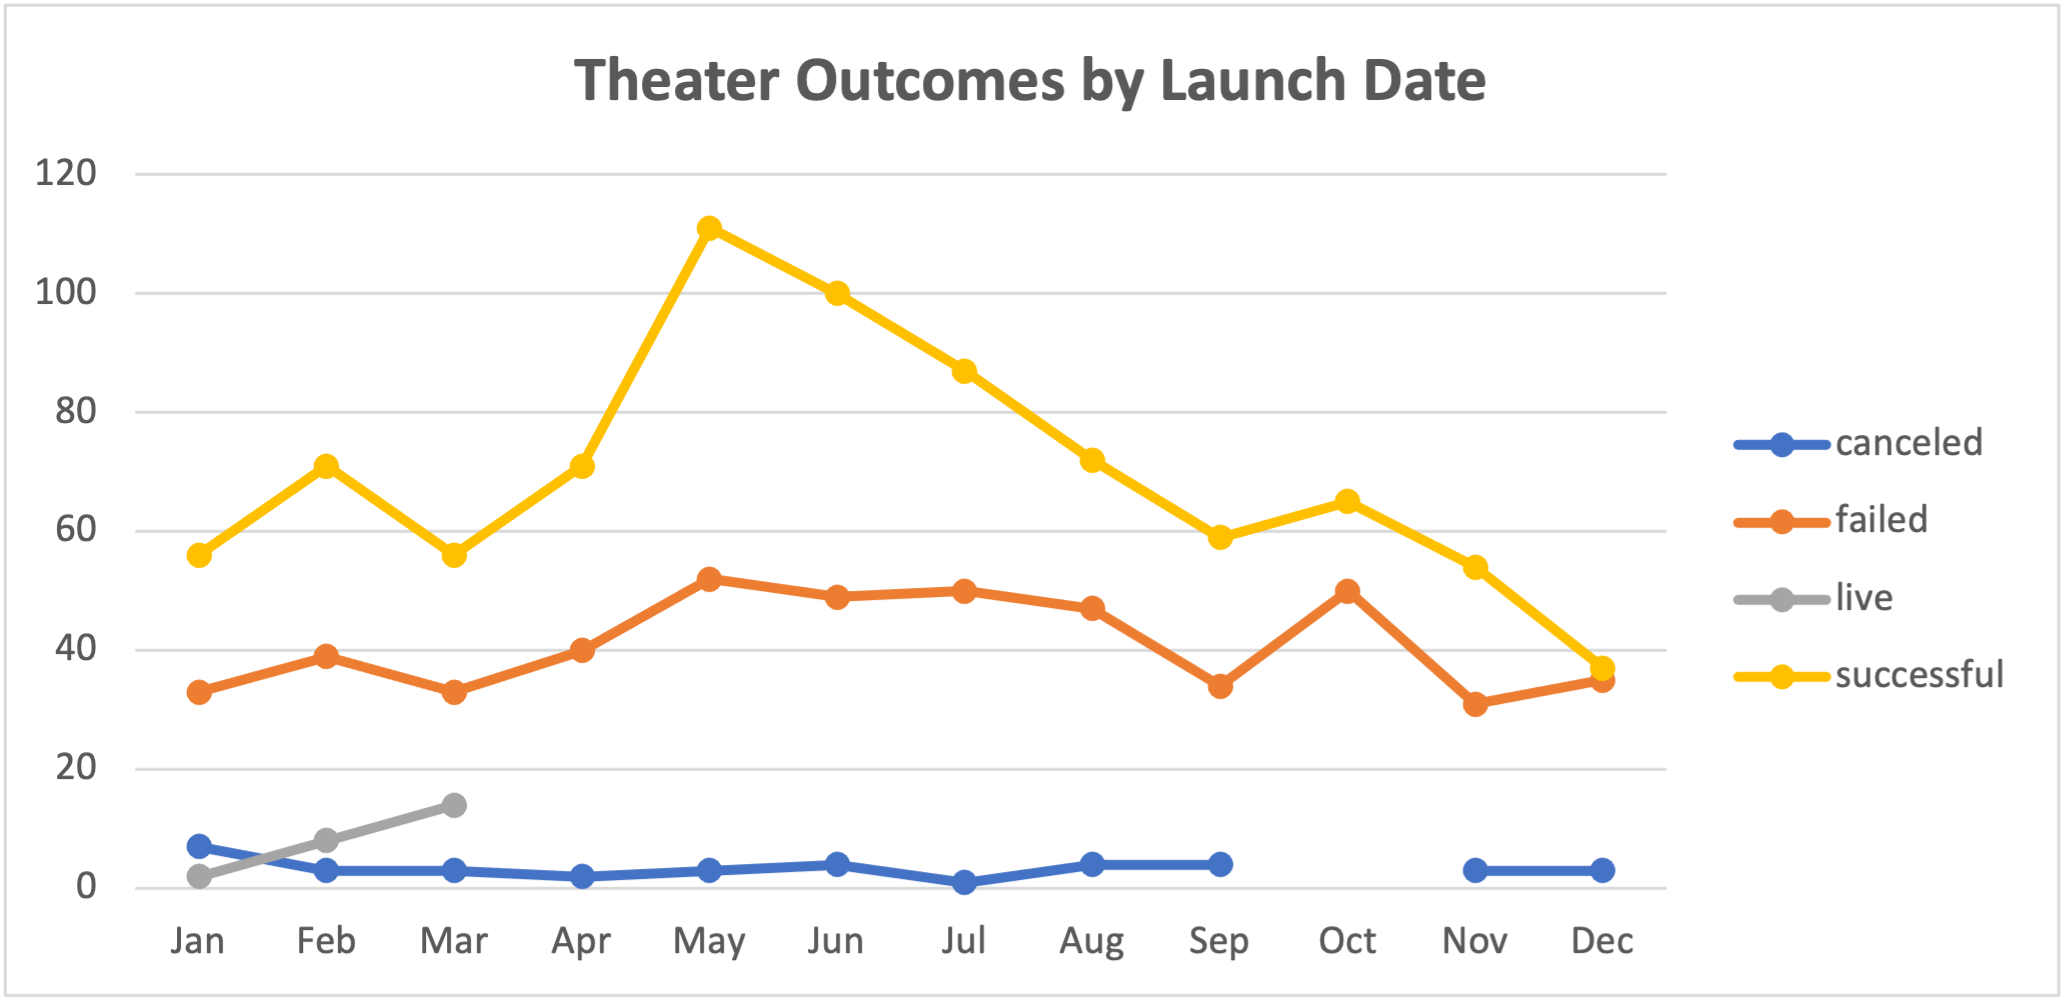 Theater Outcomes by Launch Date
120
100
80
60
40
20
0
Jan Feb Mar Apr May Jun Jul Aug Sep Oct Nov Dec
canceled
failed
live
successful